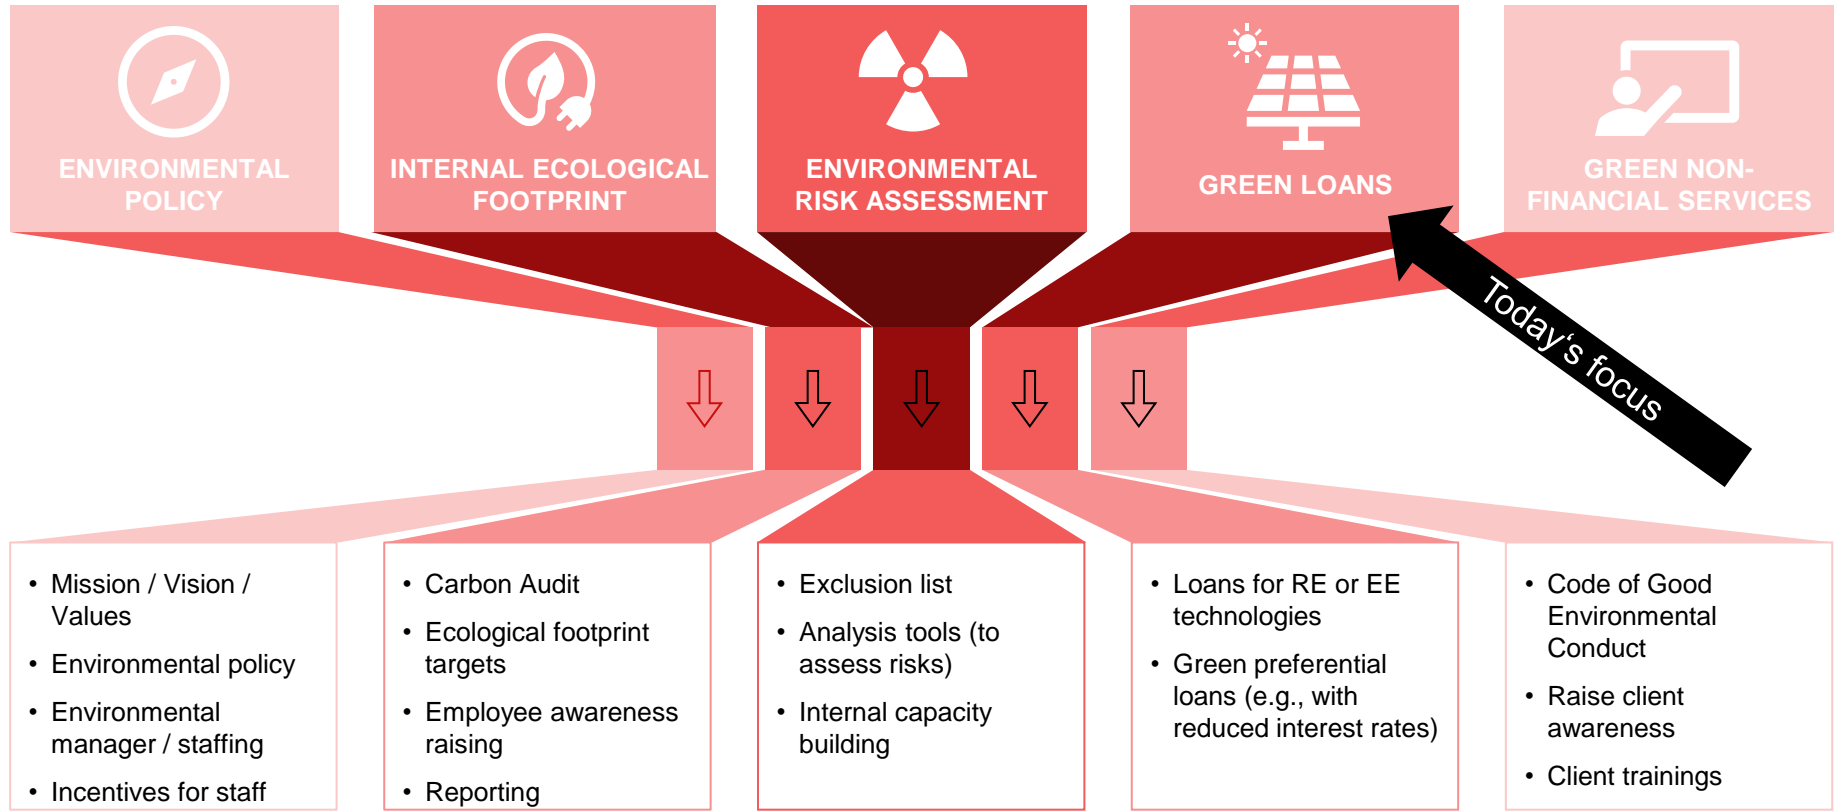 ENVIRONMENTAL
POLICY
INTERNAL ECOLOGICAL
FOOTPRINT
ENVIRONMENTAL
RISK ASSESSMENT
GREEN LOANS
GREEN NON-
FINANCIAL SERVICES
Today‘s focus
• Mission / Vision /
Values
• Environmental policy
• Environmental
manager / staffing
• Incentives for staff
• Carbon Audit
• Ecological footprint
targets
• Employee awareness
raising
• Reporting
• Exclusion list
• Analysis tools (to
assess risks)
• Internal capacity
building
• Loans for RE or EE
technologies
• Green preferential
loans (e.g., with
reduced interest rates)
• Code of Good
Environmental
Conduct
• Raise client
awareness
• Client trainings